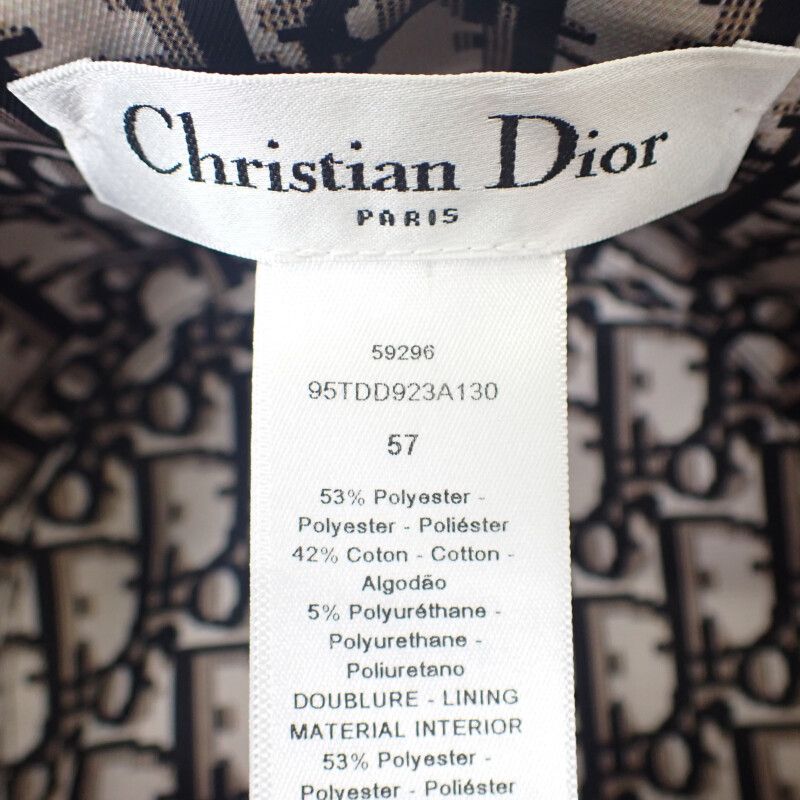 Christian Dior
PARIS
59296
95TDD923A130
57
53% Polyester -
Polyester - Poliéster
42% Coton - Cotton -
Algodão
5% Polyuréthane -
Polyurethane -
Poliuretano
DOUBLURE - LINING
MATERIAL INTERIOR
53% Polyester -
Polyester - Poliéster